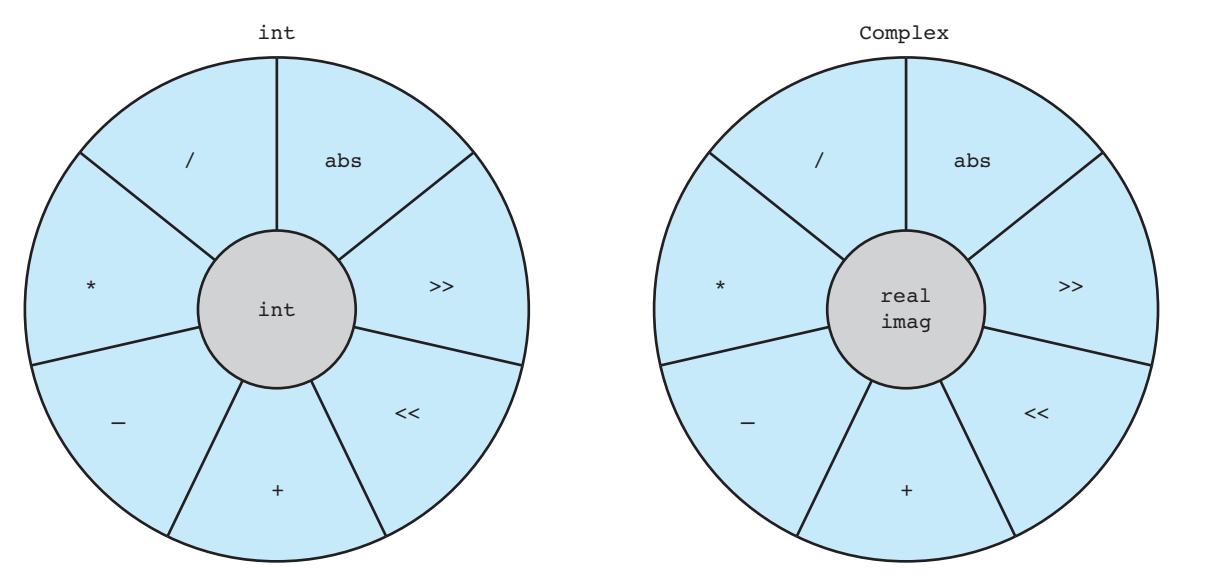 int
/
abs
*
int
>>
–
<<
+
Complex
/
abs
*
real
imag
>>
–
<<
+